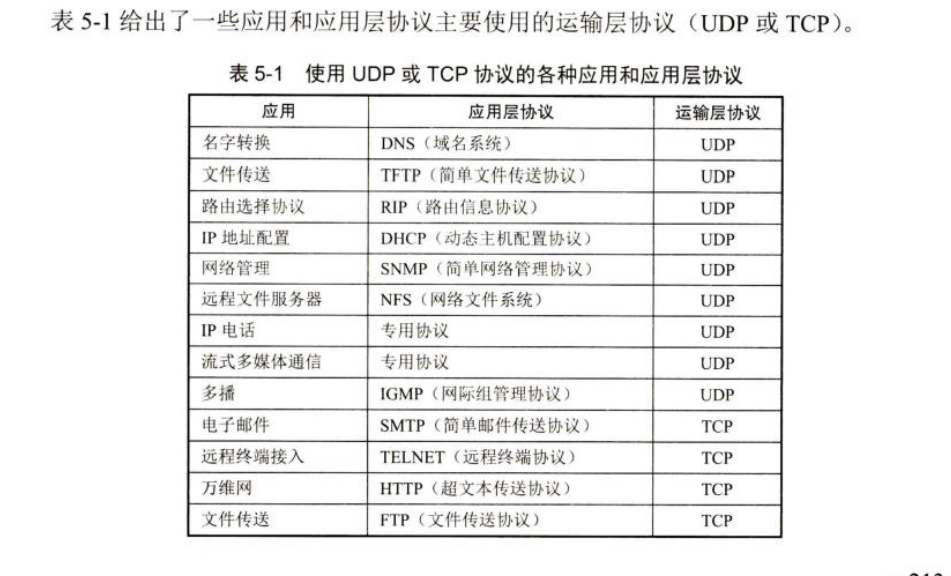 表 5-1 给出了一些应用和应用层协议主要使用的运输层协议（UDP 或 TCP）。
表 5-1 使用 UDP 或 TCP 协议的各种应用和应用层协议
应用 应用层协议 运输层协议
名字转换 DNS（域名系统） UDP
文件传送 TFTP（简单文件传送协议） UDP
路由选择协议 RIP（路由信息协议） UDP
IP 地址配置 DHCP（动态主机配置协议） UDP
网络管理 SNMP（简单网络管理协议） UDP
远程文件服务器 NFS（网络文件系统） UDP
IP 电话 专用协议 UDP
流式多媒体通信 专用协议 UDP
多播 IGMP（网际组管理协议） UDP
电子邮件 SMTP（简单邮件传送协议） TCP
远程终端接入 TELNET（远程终端协议） TCP
万维网 HTTP（超文本传送协议） TCP
文件传送 FTP（文件传送协议） TCP